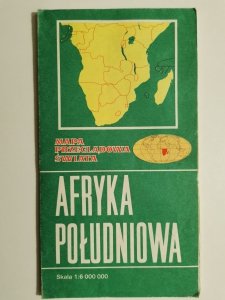 MAPA
PRZEGLĄDOWA
ŚWIATA
AFRYKA
POŁUDNIOWA
Skala 1:6 000 000